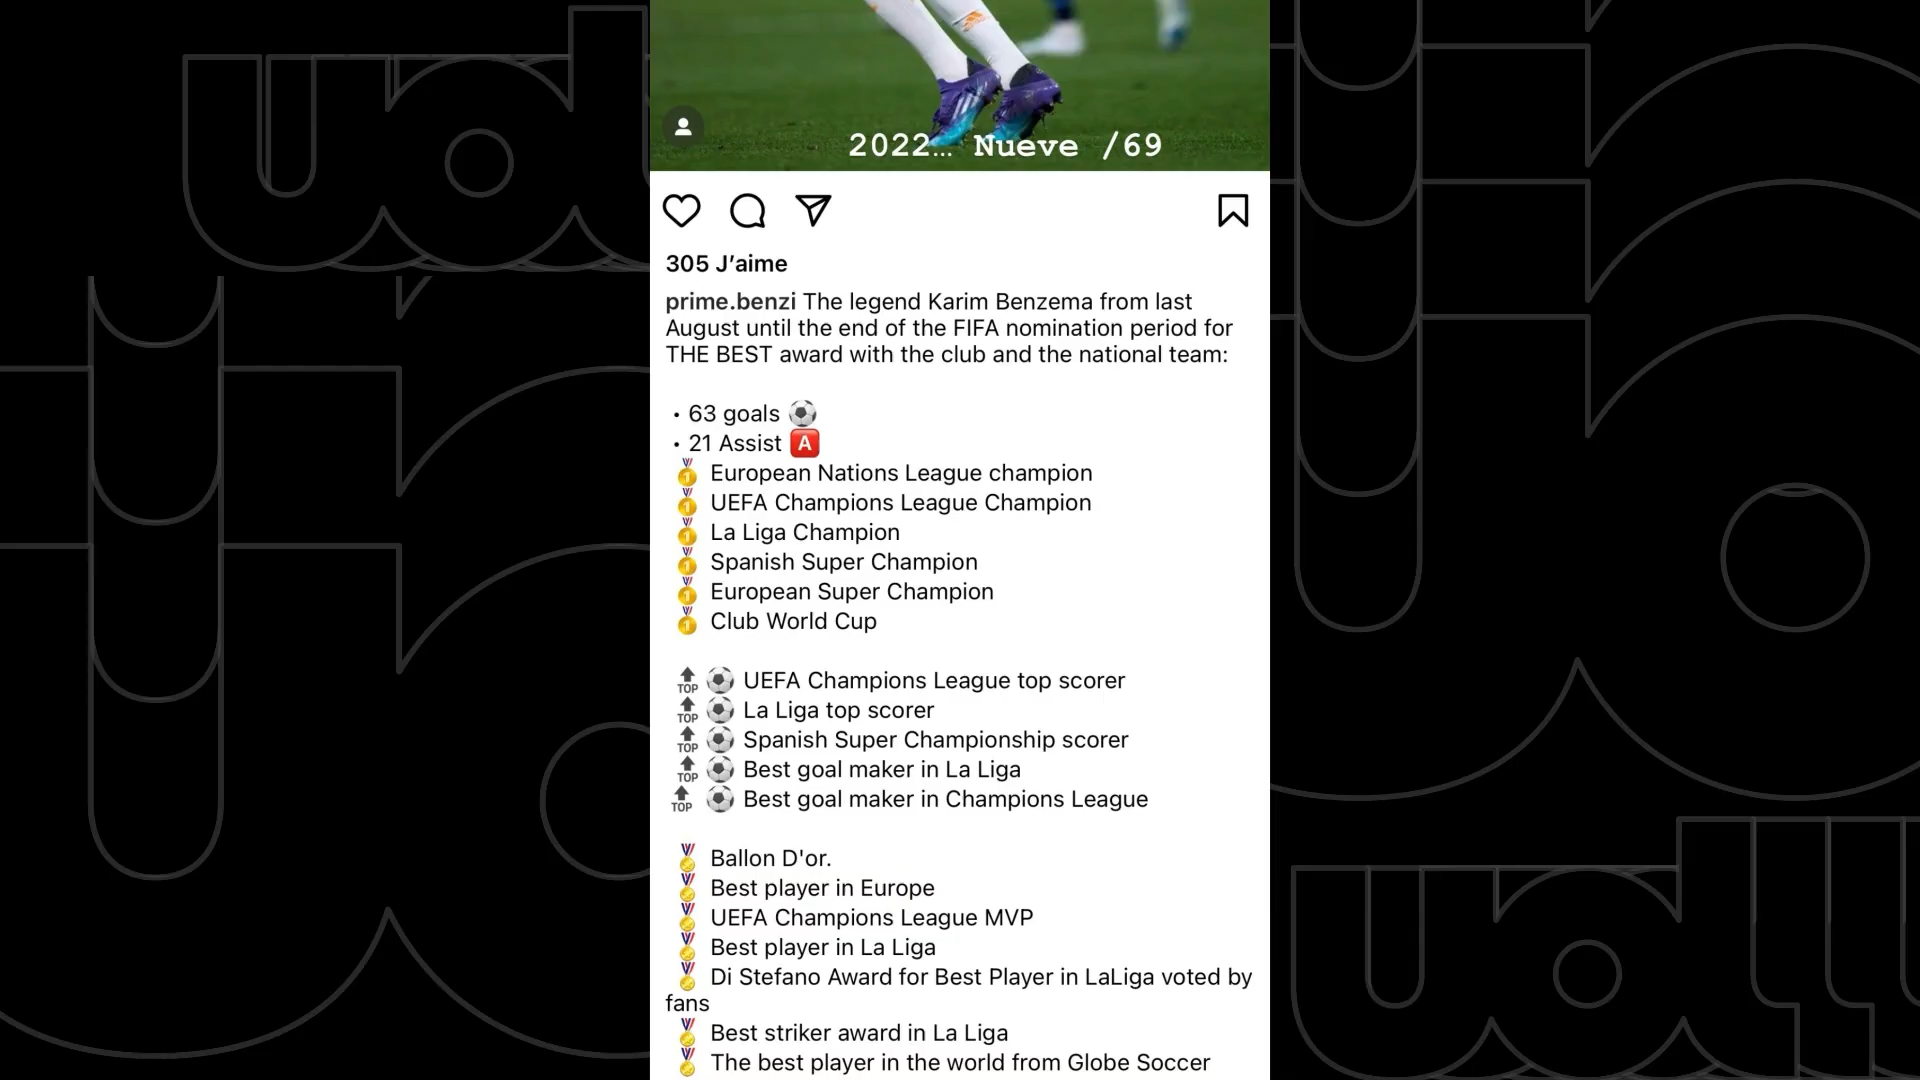 2022… Nueve /69
305 J’aime
prime.benzi The legend Karim Benzema from last
August until the end of the FIFA nomination period for
THE BEST award with the club and the national team:
• 63 goals ⚽
• 21 Assist 🅰
🥇 European Nations League champion
🥇 UEFA Champions League Champion
🥇 La Liga Champion
🥇 Spanish Super Champion
🥇 European Super Champion
🥇 Club World Cup
🔝 ⚽ UEFA Champions League top scorer
🔝 ⚽ La Liga top scorer
🔝 ⚽ Spanish Super Championship scorer
🔝 ⚽ Best goal maker in La Liga
🔝 ⚽ Best goal maker in Champions League
🏅 Ballon D'or.
🏅 Best player in Europe
🏅 UEFA Champions League MVP
🏅 Best player in La Liga
🏅 Di Stefano Award for Best Player in LaLiga voted by
fans
🏅 Best striker award in La Liga
🏅 The best player in the world from Globe Soccer